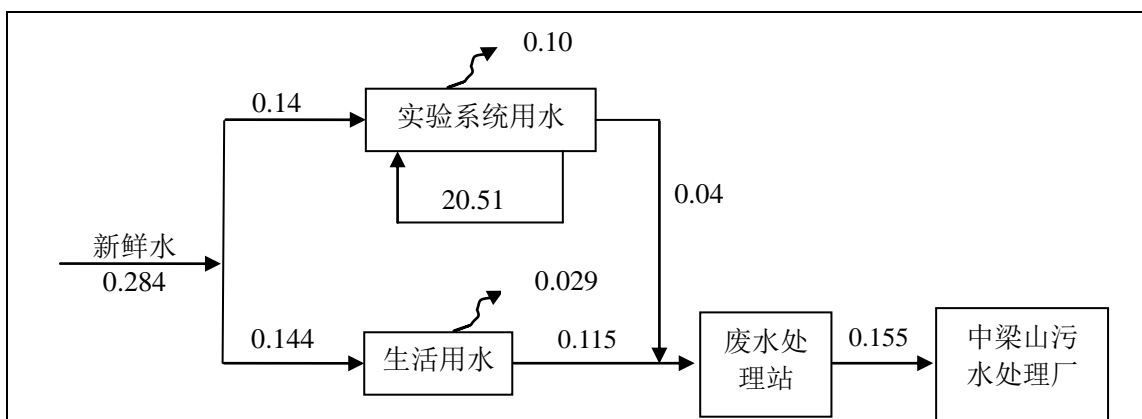 0.10
0.14
实验系统用水
20.51
0.04
新鲜水
0.284
0.029
0.144
生活用水
0.115
废水处
理站
0.155
中梁山污
水处理厂